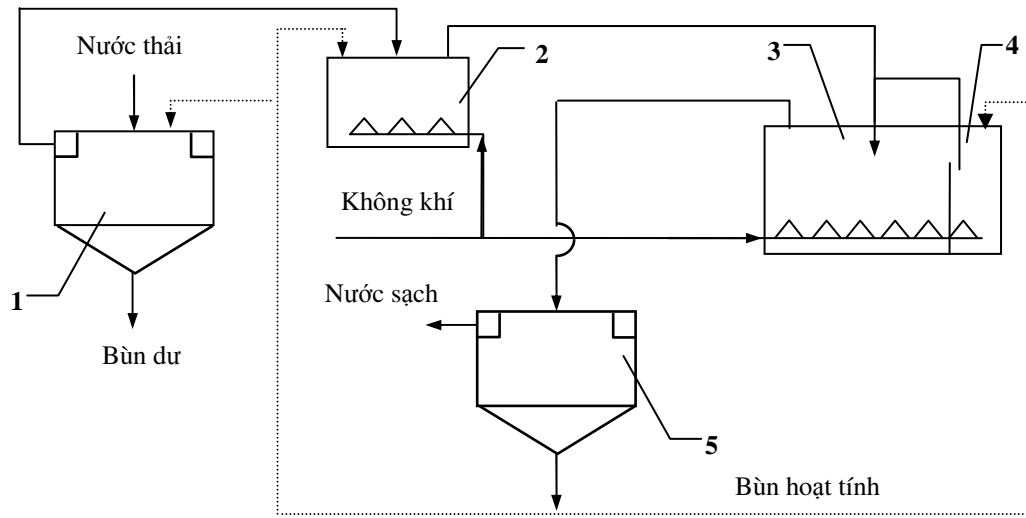 Nước thải
2
3
4
Không khí
1
Nước sạch
Bùn dư
5
Bùn hoạt tính